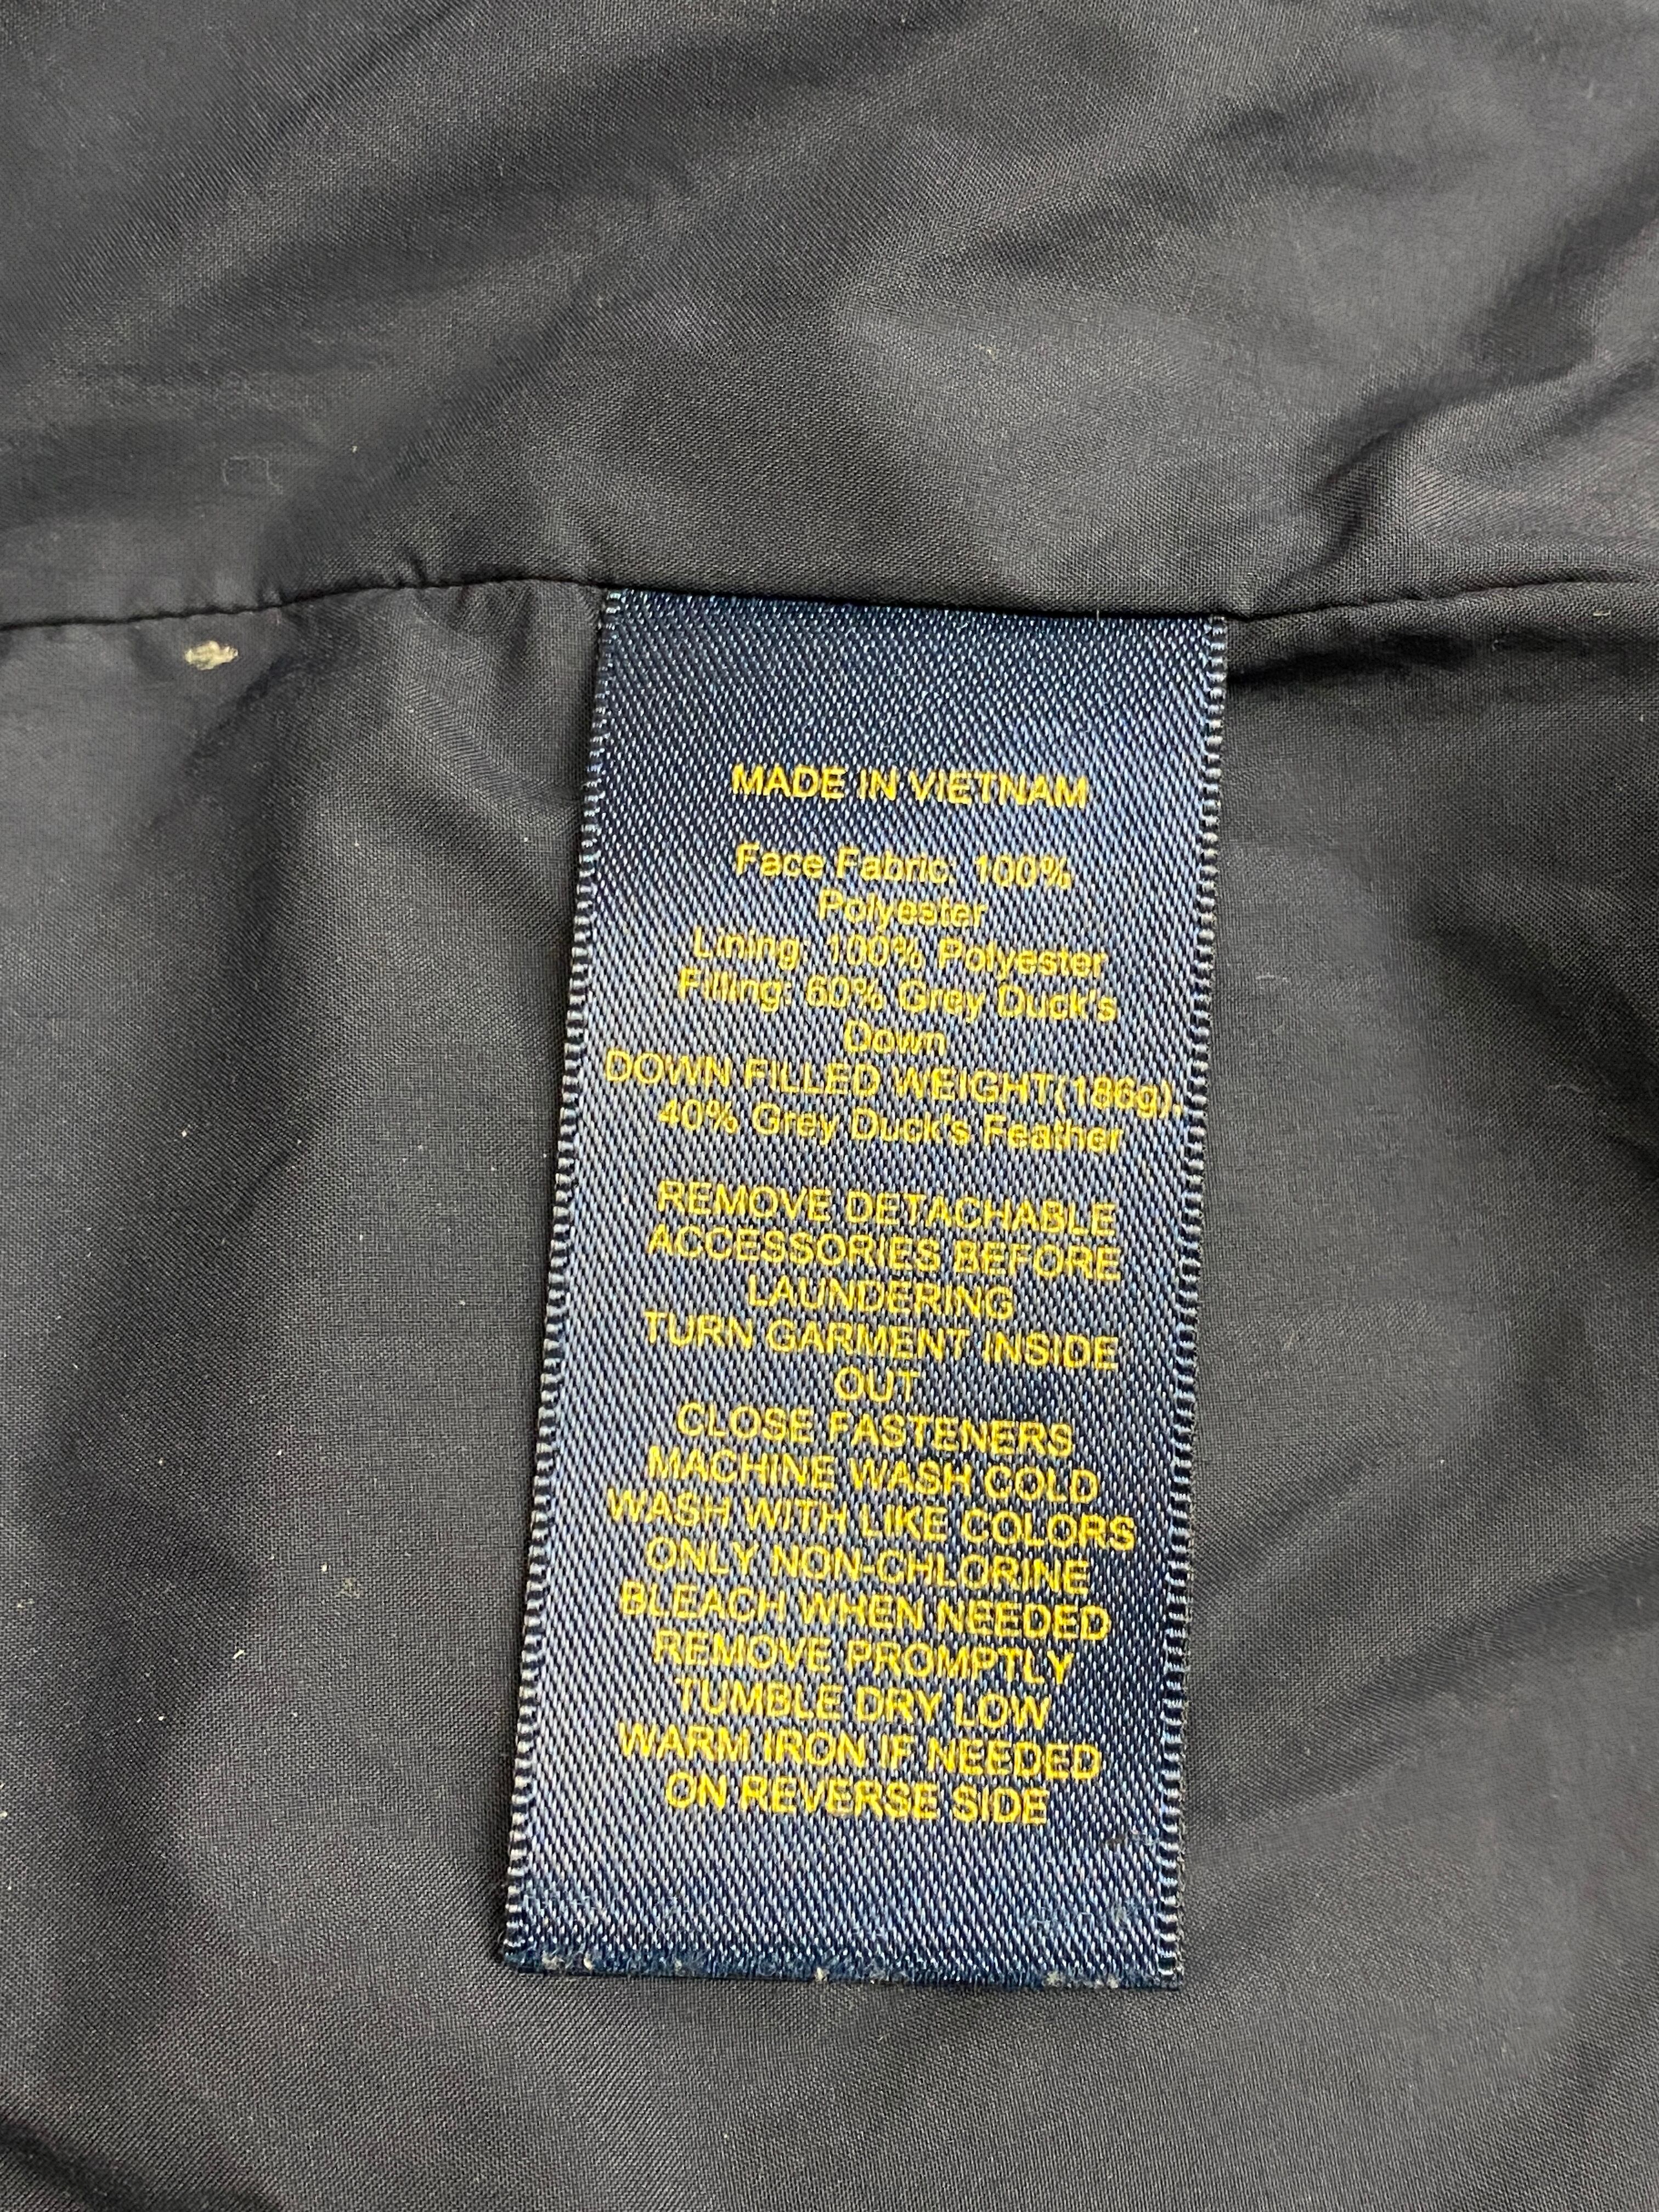 MADE IN VIETNAM
Face Fabric: 100%
Polyester
Lining: 100% Polyester
Filling: 60% Grey Duck's
Down
DOWN FILLED WEIGHT(186g),
40% Grey Duck's Feather
REMOVE DETACHABLE
ACCESSORIES BEFORE
LAUNDERING
TURN GARMENT INSIDE
OUT
CLOSE FASTENERS
MACHINE WASH COLD
WASH WITH LIKE COLORS
ONLY NON-CHLORINE
BLEACH WHEN NEEDED
REMOVE PROMPTLY
TUMBLE DRY LOW
WARM IRON IF NEEDED
ON REVERSE SIDE